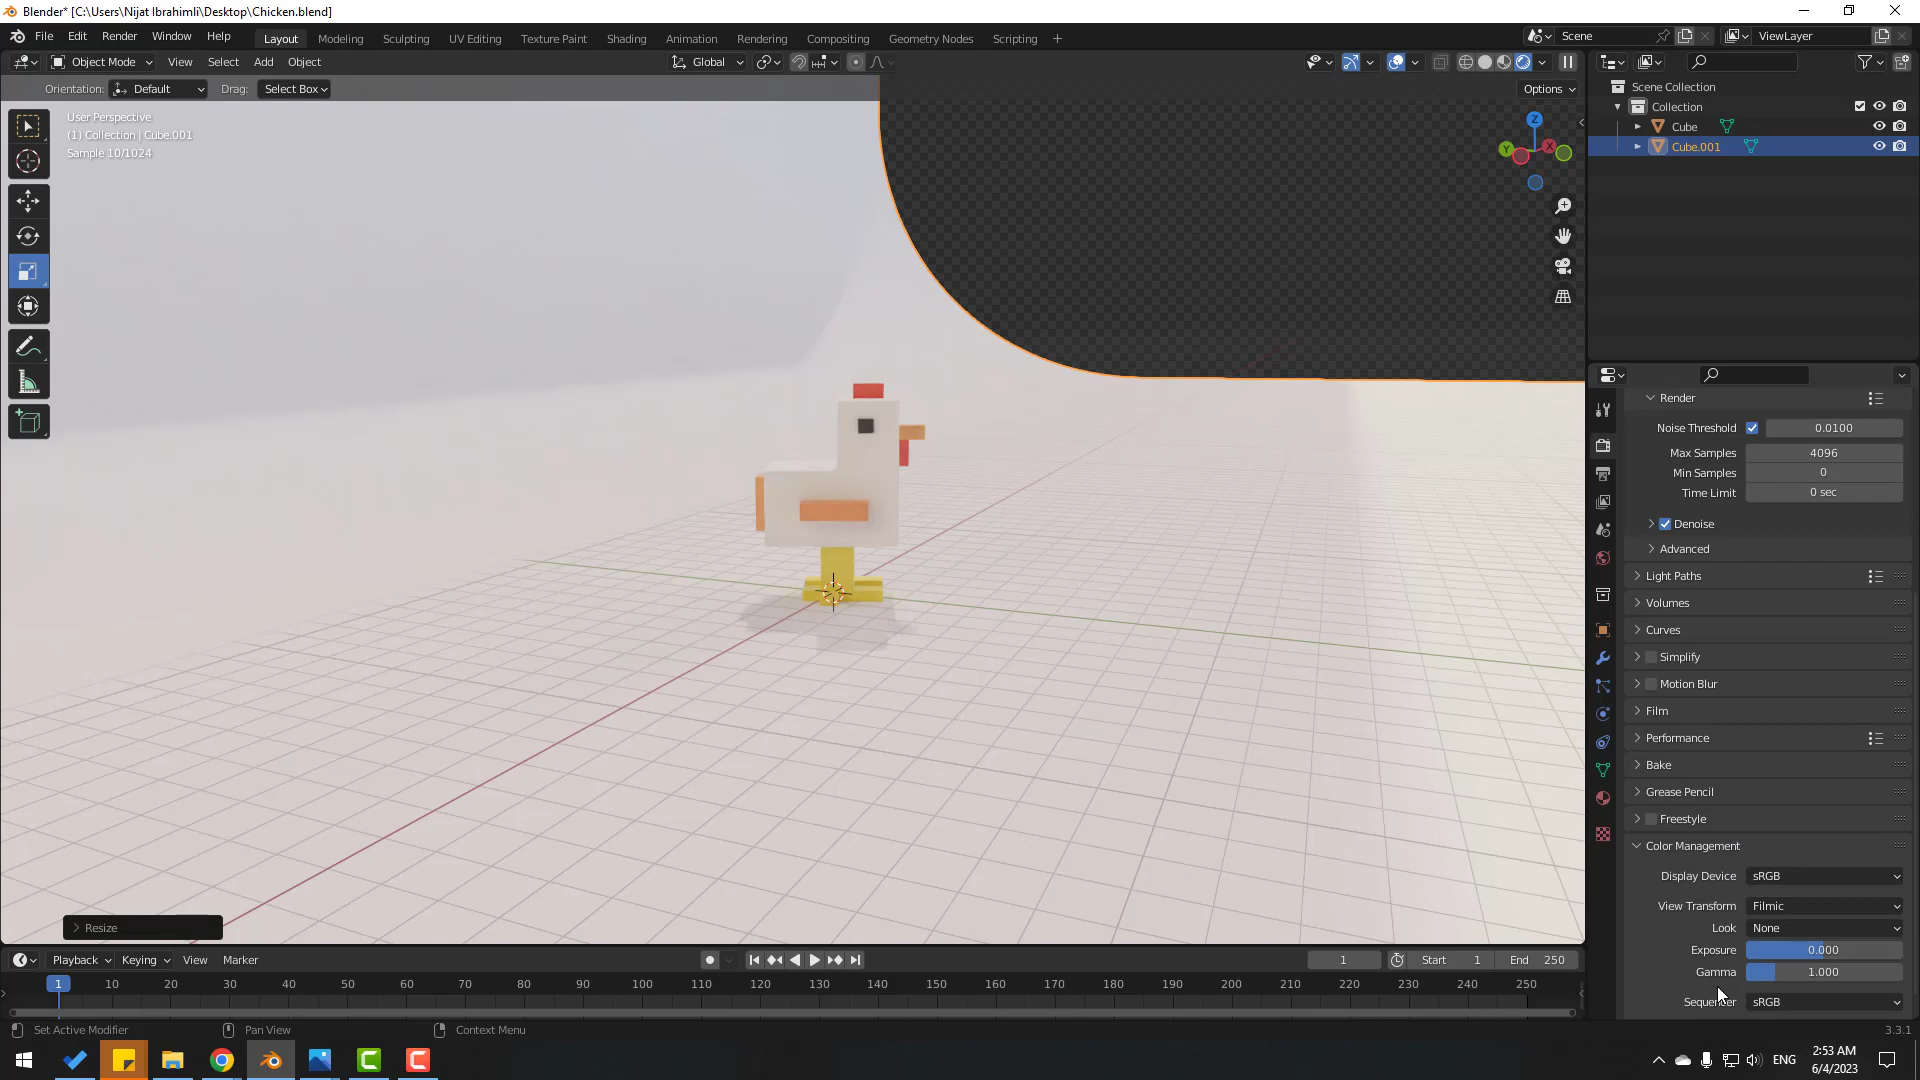 Blender* [C:\Users\Nijat Ibrahimli\Desktop\Chicken.blend]
File Edit Render Window Help
Layout Modeling Sculpting UV Editing Texture Paint Shading Animation Rendering Compositing Geometry Nodes Scripting +
Scene
ViewLayer
Object Mode View Select Add Object
Global
Orientation: Default Drag: Select Box
Options
User Perspective
(1) Collection | Cube.001
Sample 10/1024
Z
Y
X
Scene Collection
Collection
Cube
Cube.001
Render
Noise Threshold 0.0100
Max Samples 4096
Min Samples 0
Time Limit 0 sec
Denoise
Advanced
Light Paths
Volumes
Curves
Simplify
Motion Blur
Film
Performance
Bake
Grease Pencil
Freestyle
Color Management
Display Device sRGB
View Transform Filmic
Look None
Exposure 0.000
Gamma 1.000
Sequencer sRGB
Resize
Playback Keying View Marker
1 Start 1 End 250
1 10 20 30 40 50 60 70 80 90 100 110 120 130 140 150 160 170 180 190 200 210 220 230 240 250
Set Active Modifier Pan View Context Menu
3.3.1
ENG
2:53 AM
6/4/2023